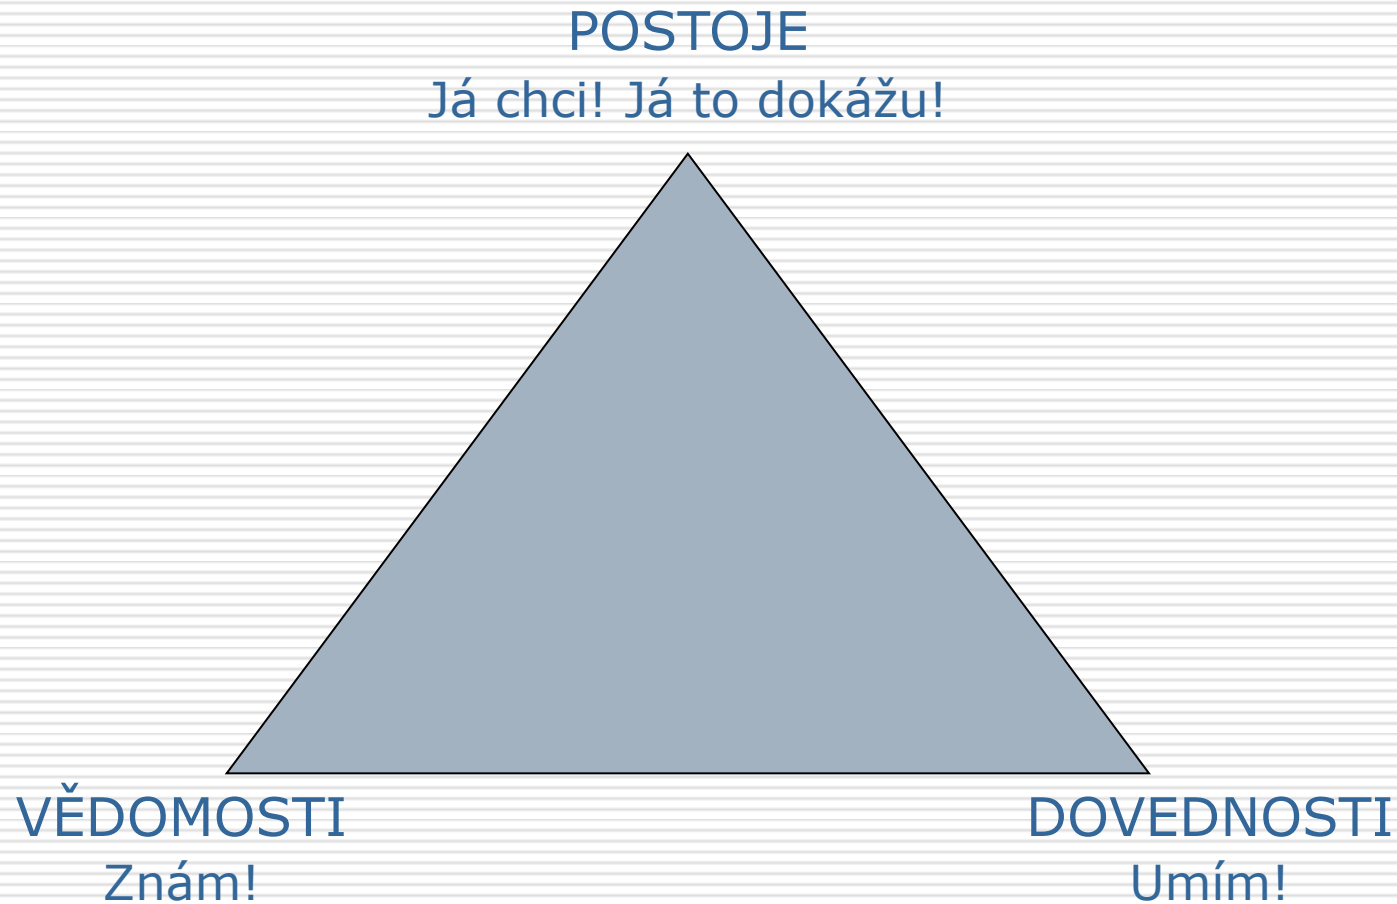 POSTOJE
Já chci! Já to dokážu!
VĚDOMOSTI
Znám!
DOVEDNOSTI
Umím!